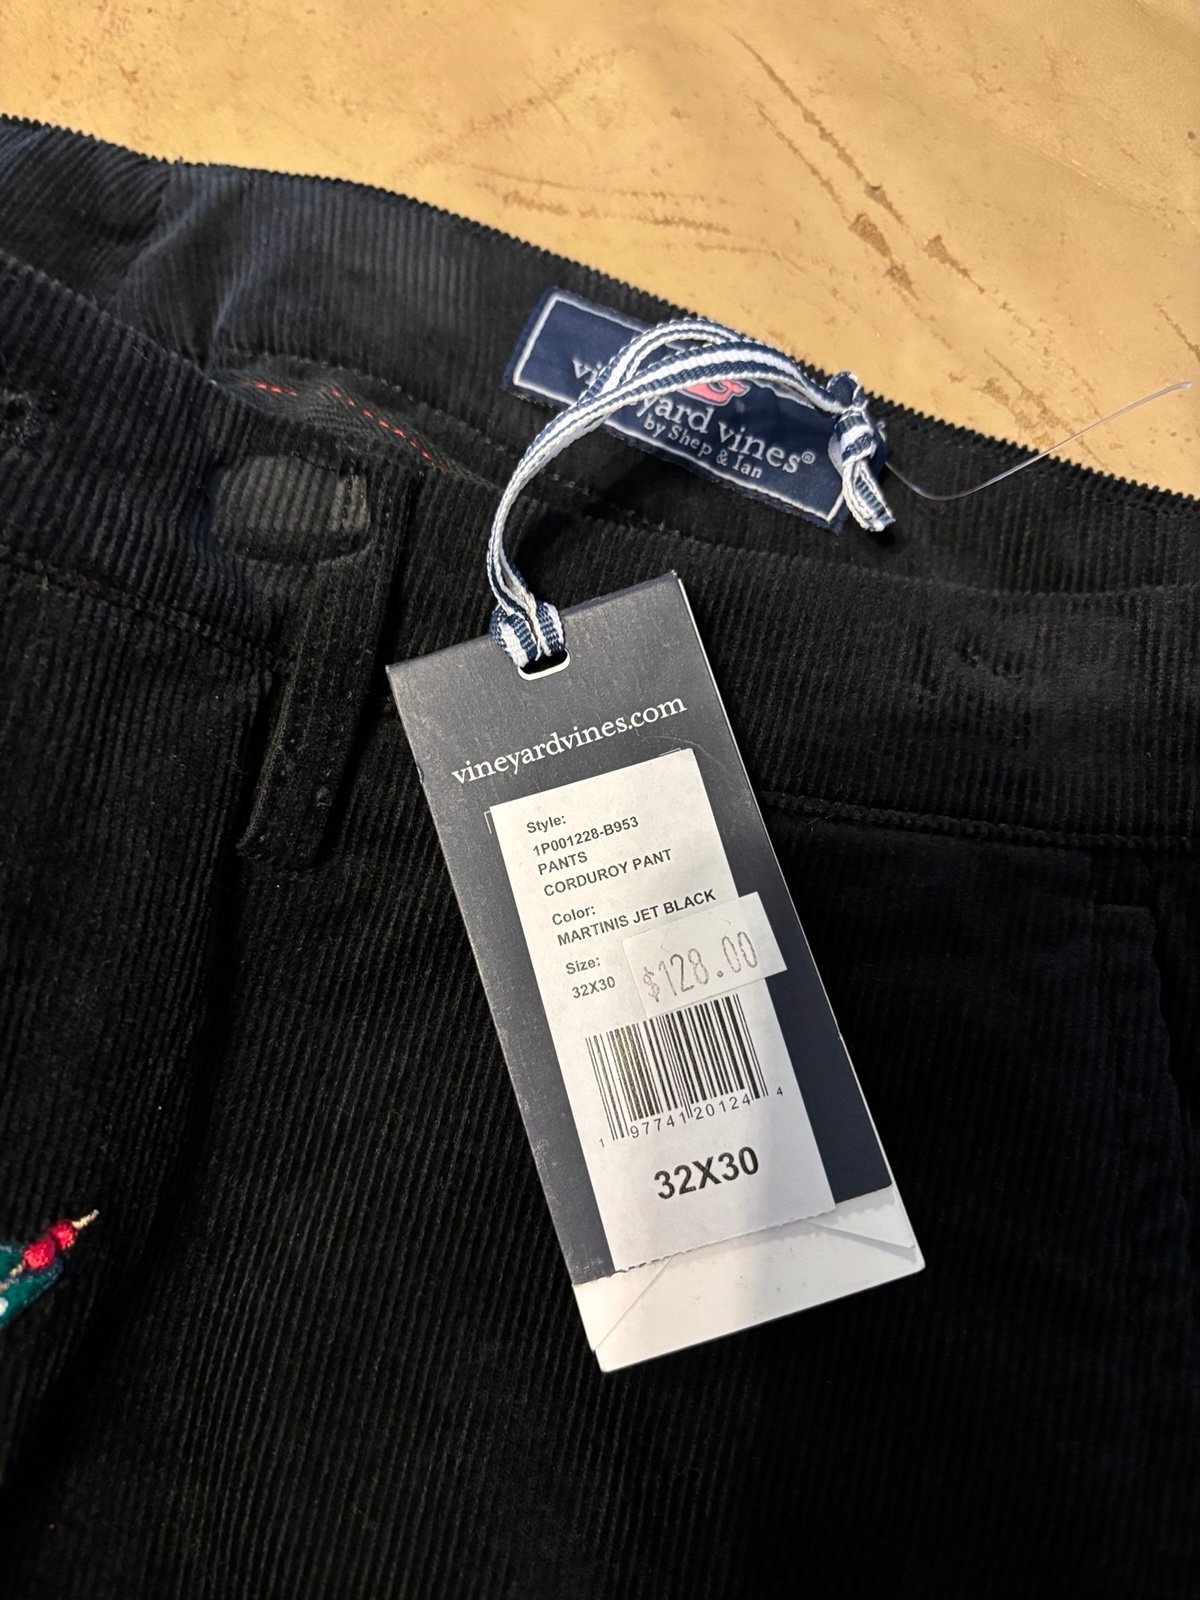 vineyard vines®
by Shep & Ian
vineyardvines.com
Style:
1P001228-B953
PANTS
CORDUROY PANT
Color:
MARTINIS JET BLACK
Size:
32X30
$128.00
1 97741 20124 4
32X30